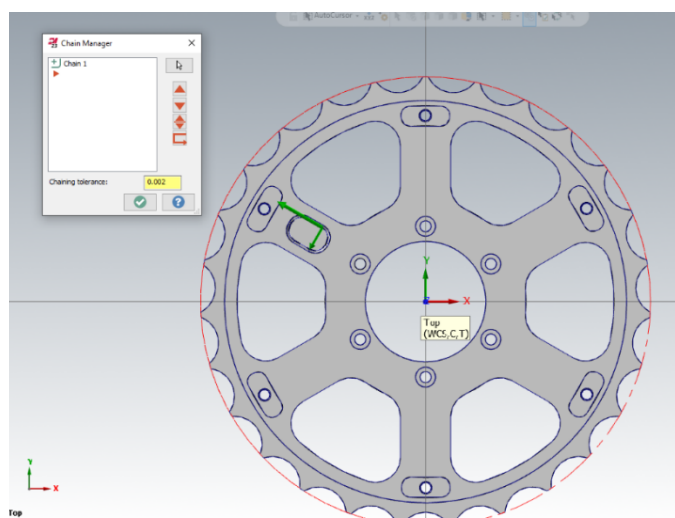 AutoCursor
Chain Manager
Chain 1
Chaining tolerance:
0.002
Y
X
Top
(WCS,C,T)
Y
X
Top